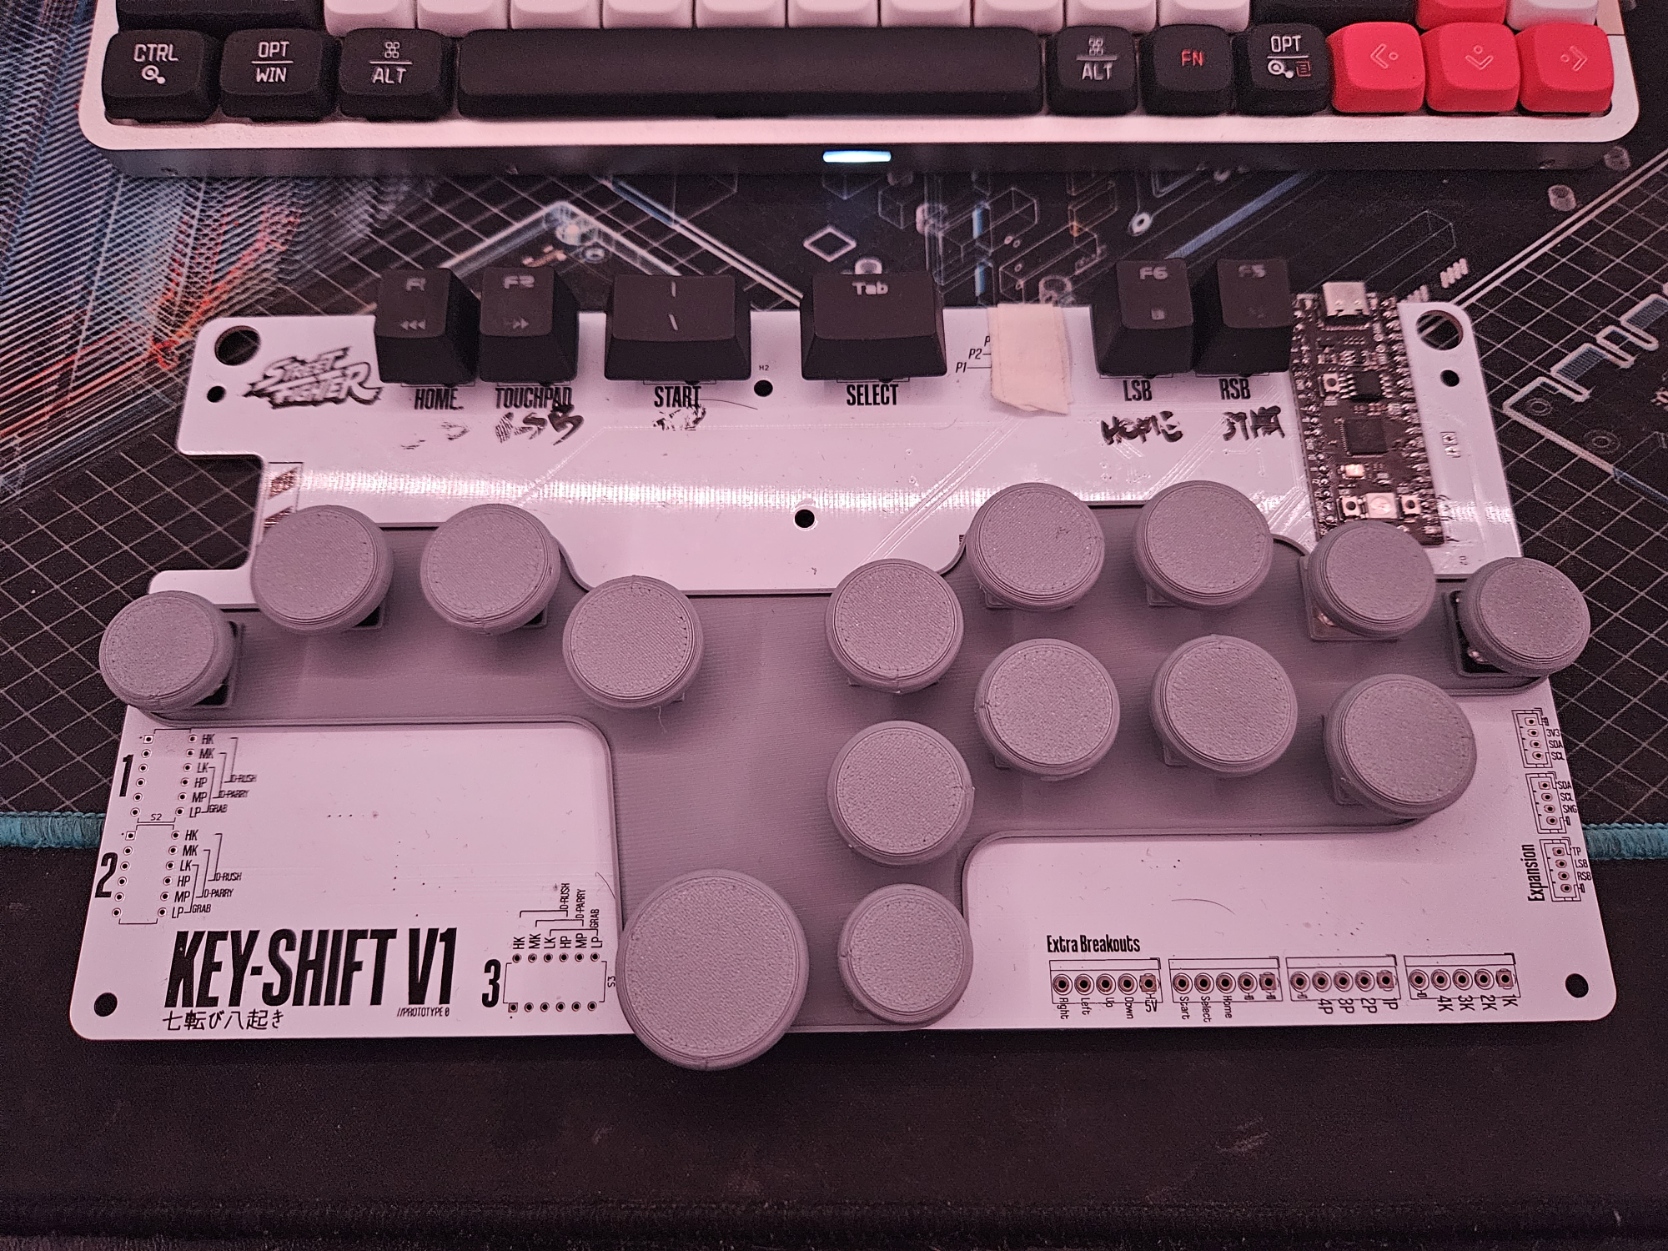 CTRL
OPT
WIN
⌘
ALT
⌘
ALT
FN
OPT
F1
F2
Tab
F6
F5
STREET
FIGHTER
HOME
TOUCHPAD
START
H2
SELECT
P2
P1
LSB
RSB
HOME
1
HK
MK
LK
HP
MP
LP
D-RUSH
D-PARRY
GRAB
S2
2
HK
MK
LK
HP
MP
LP
D-RUSH
D-PARRY
GRAB
KEY-SHIFT V1
//PROTOTYPE 0
七転び八起き
3
HK
MK
LK
HP
MP
LP
D-RUSH
D-PARRY
GRAB
S3
Extra Breakouts
Right
Left
Up
Down
5V
Start
Select
Home
4P
3P
2P
1P
4K
3K
2K
1K
3V3
SDA
SCL
SDA
SCL
SNG
Expansion
TP
LSB
RSB